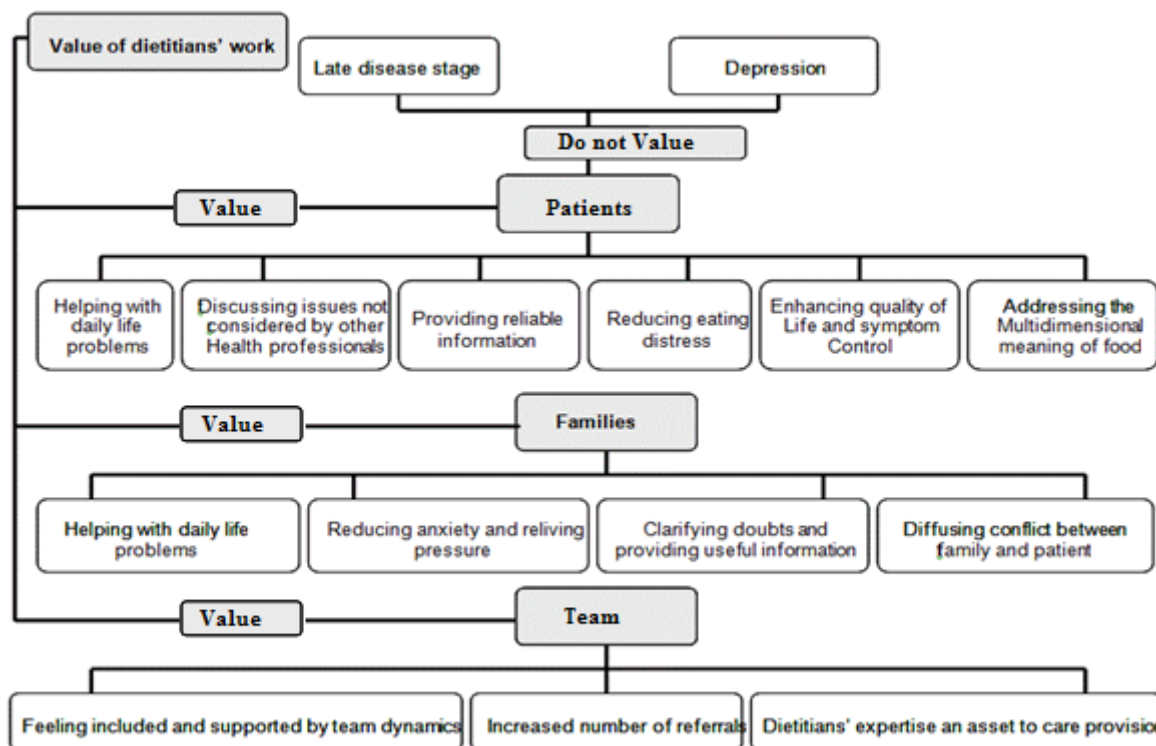 Value of dietitians' work
Late disease stage
Depression
Do not Value
Value
Patients
Helping with
daily life
problems
Discussing issues not
considered by other
Health professionals
Providing reliable
information
Reducing eating
distress
Enhancing quality of
Life and symptom
Control
Addressing the
Multidimensional
meaning of food
Value
Families
Helping with daily life
problems
Reducing anxiety and reliving
pressure
Clarifying doubts and
providing useful information
Diffusing conflict between
family and patient
Value
Team
Feeling included and supported by team dynamics
Increased number of referrals
Dietitians' expertise an asset to care provision